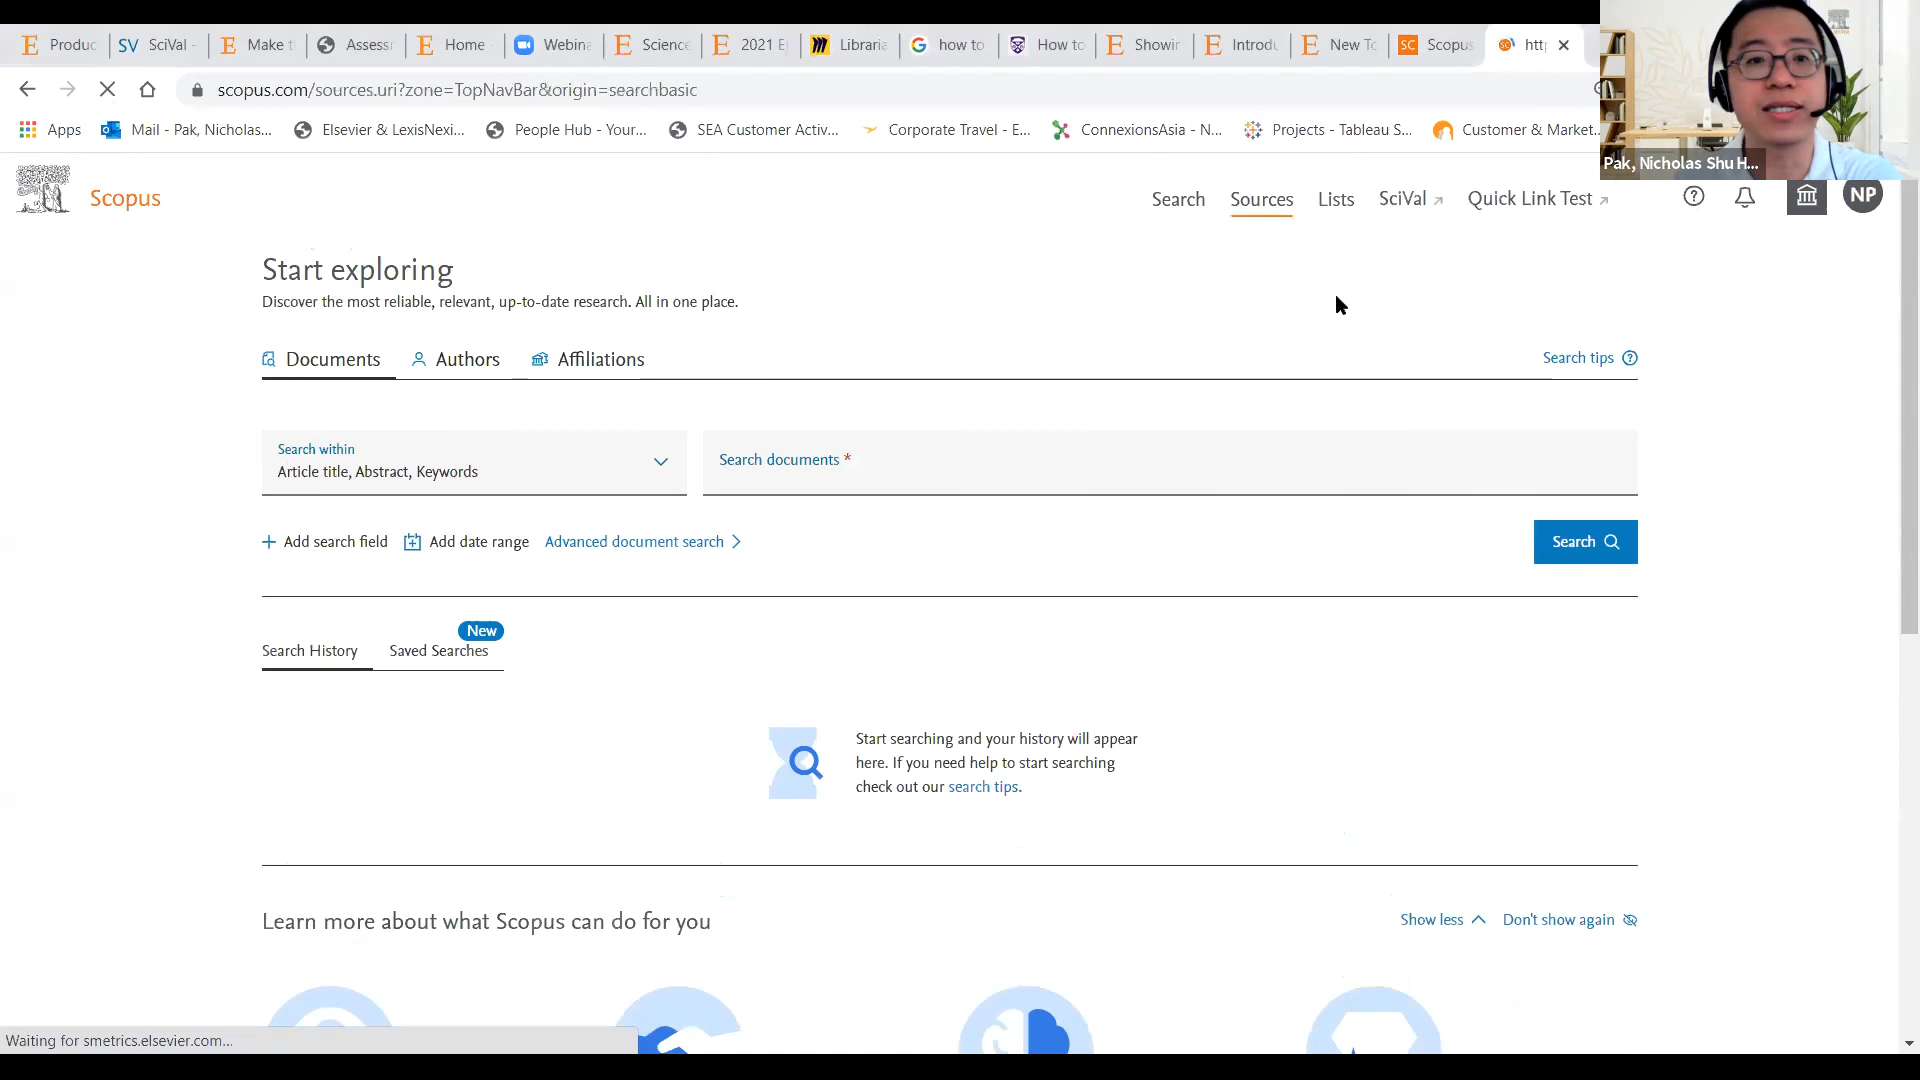 Produc
SciVal -
Make t
Assess
Home -
Webina
Science
2021 E
Libraria
how to
How to
Showin
Introdu
New To
Scopus
http
scopus.com/sources.uri?zone=TopNavBar&origin=searchbasic
Apps
Mail - Pak, Nicholas...
Elsevier & LexisNexi...
People Hub - Your...
SEA Customer Activ...
Corporate Travel - E...
ConnexionsAsia - N...
Projects - Tableau S...
Customer & Market...
Pak, Nicholas Shu H...
Scopus
Search
Sources
Lists
SciVal
Quick Link Test
NP
Start exploring
Discover the most reliable, relevant, up-to-date research. All in one place.
Documents
Authors
Affiliations
Search tips
Search within
Article title, Abstract, Keywords
Search documents *
Add search field
Add date range
Advanced document search
Search
New
Search History
Saved Searches
Start searching and your history will appear
here. If you need help to start searching
check out our search tips.
Learn more about what Scopus can do for you
Show less
Don't show again
Waiting for smetrics.elsevier.com...